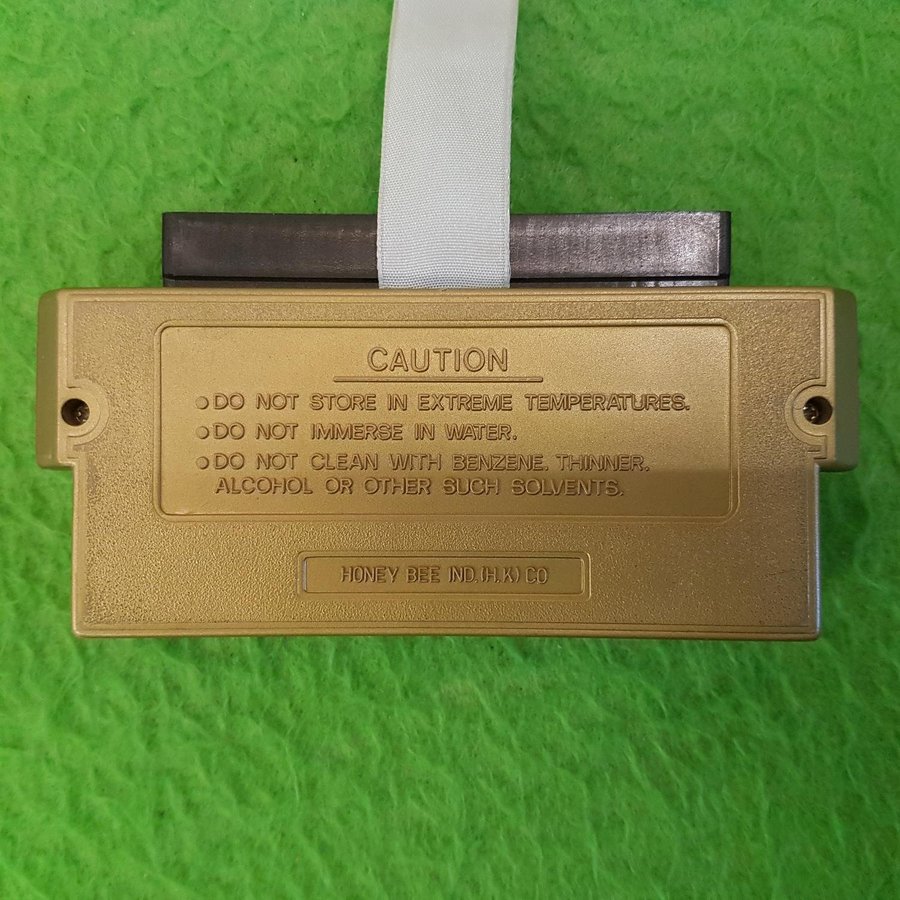 CAUTION
● DO NOT STORE IN EXTREME TEMPERATURES.
● DO NOT IMMERSE IN WATER.
● DO NOT CLEAN WITH BENZENE, THINNER,
ALCOHOL OR OTHER SUCH SOLVENTS.
HONEY BEE IND. (H.K) CO